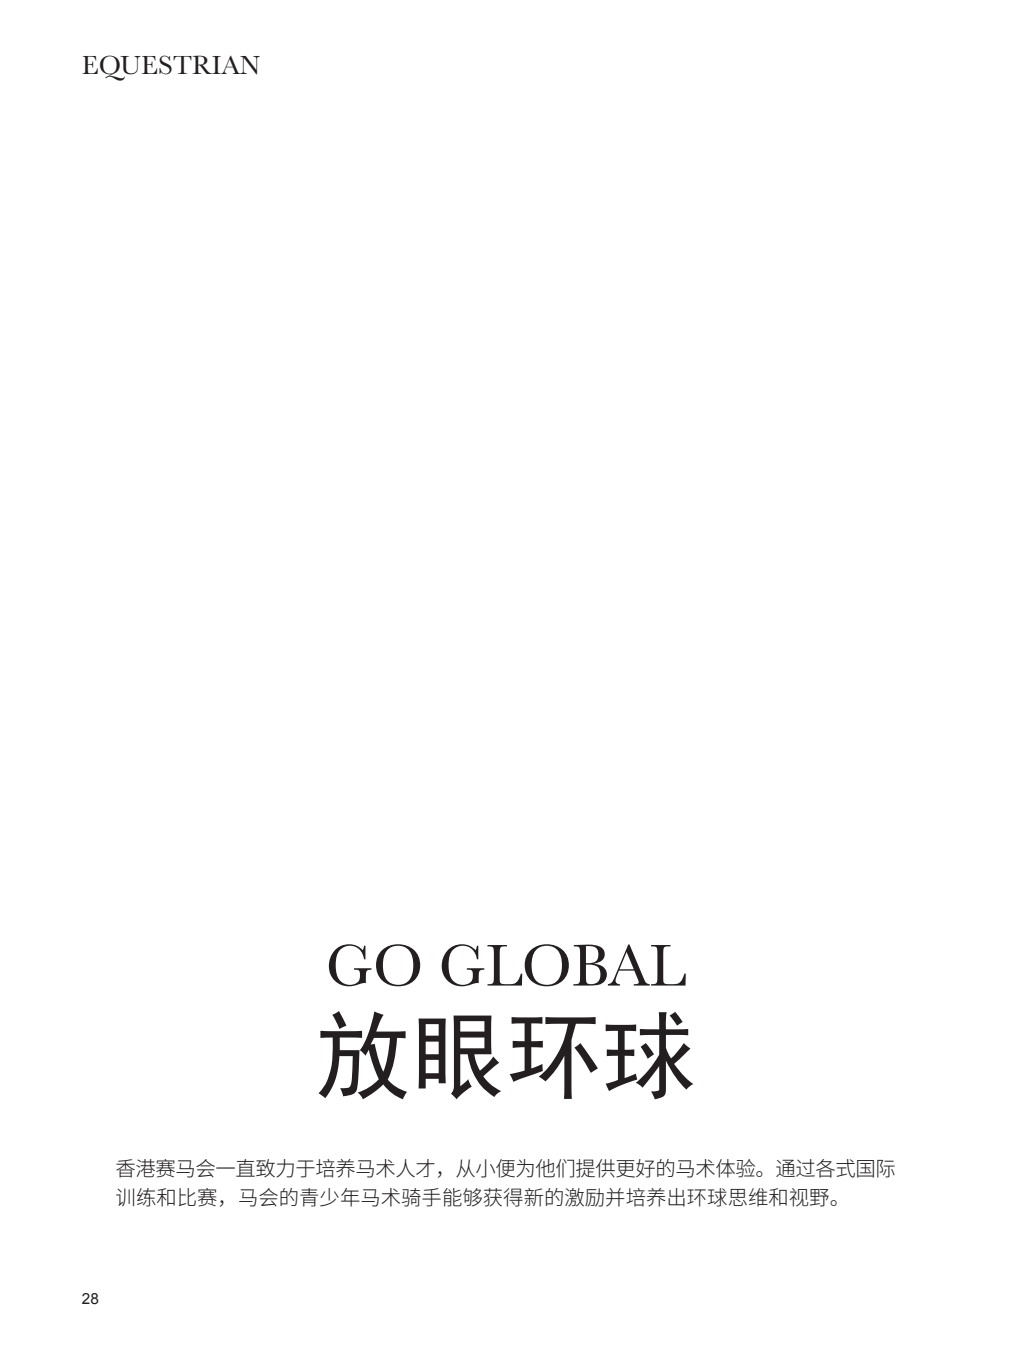 EQUESTRIAN
GO GLOBAL
放眼环球
香港赛马会一直致力于培养马术人才，从小便为他们提供更好的马术体验。通过各式国际
训练和比赛，马会的青少年马术骑手能够获得新的激励并培养出环球思维和视野。
28